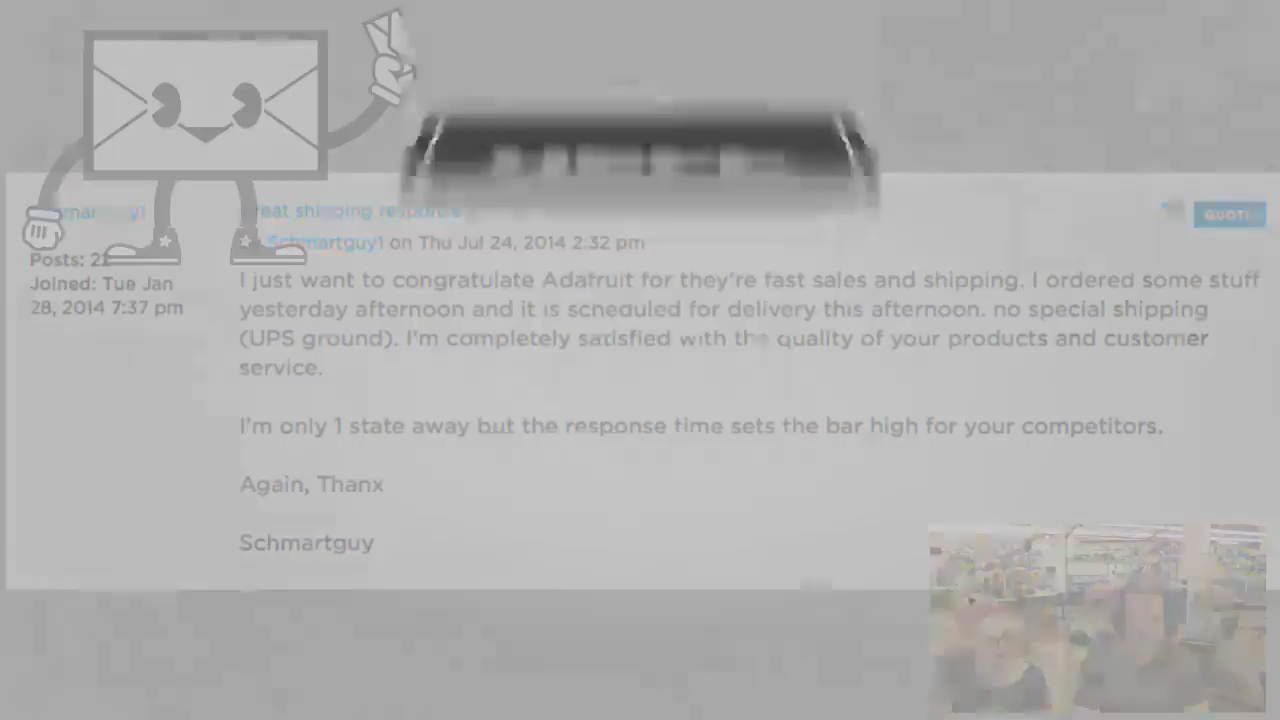 great shipping response
Schmartguy1 on Thu Jul 24, 2014 2:32 pm
QUOTE
Posts: 22
Joined: Tue Jan
28, 2014 7:37 pm
I just want to congratulate Adafruit for they're fast sales and shipping. I ordered some stuff
yesterday afternoon and it is scheduled for delivery this afternoon. no special shipping
(UPS ground). I'm completely satisfied with the quality of your products and customer
service.
I'm only 1 state away but the response time sets the bar high for your competitors.
Again, Thanx
Schmartguy